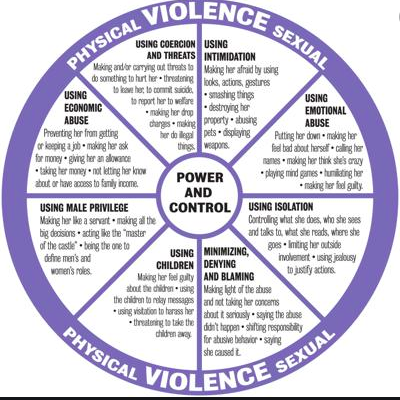 PHYSICAL VIOLENCE SEXUAL
USING COERCION
AND THREATS
Making and/or carrying out threats to
do something to hurt her • threatening
to leave her, to commit suicide,
to report her to welfare
• making her drop
charges • making
her do illegal
things.
USING
INTIMIDATION
Making her afraid by using
looks, actions, gestures
• smashing things
• destroying her
property • abusing
pets • displaying
weapons.
USING
ECONOMIC
ABUSE
Preventing her from getting
or keeping a job • making her ask
for money • giving her an allowance
• taking her money • not letting her know
about or have access to family income.
USING
EMOTIONAL
ABUSE
Putting her down • making her
feel bad about herself • calling her
names • making her think she's crazy
• playing mind games • humiliating her
• making her feel guilty.
POWER
AND
CONTROL
USING MALE PRIVILEGE
Making her like a servant • making all the
big decisions • acting like the "master
of the castle" • being the one to
define men's and
women's roles.
USING ISOLATION
Controlling what she does, who she sees
and talks to, what she reads, where she
goes • limiting her outside
involvement • using jealousy
to justify actions.
USING
CHILDREN
Making her feel guilty
about the children • using
the children to relay messages
• using visitation to harass her
• threatening to take the
children away.
MINIMIZING,
DENYING
AND BLAMING
Making light of the abuse
and not taking her concerns
about it seriously • saying the abuse
didn't happen • shifting responsibility
for abusive behavior • saying
she caused it.
PHYSICAL VIOLENCE SEXUAL